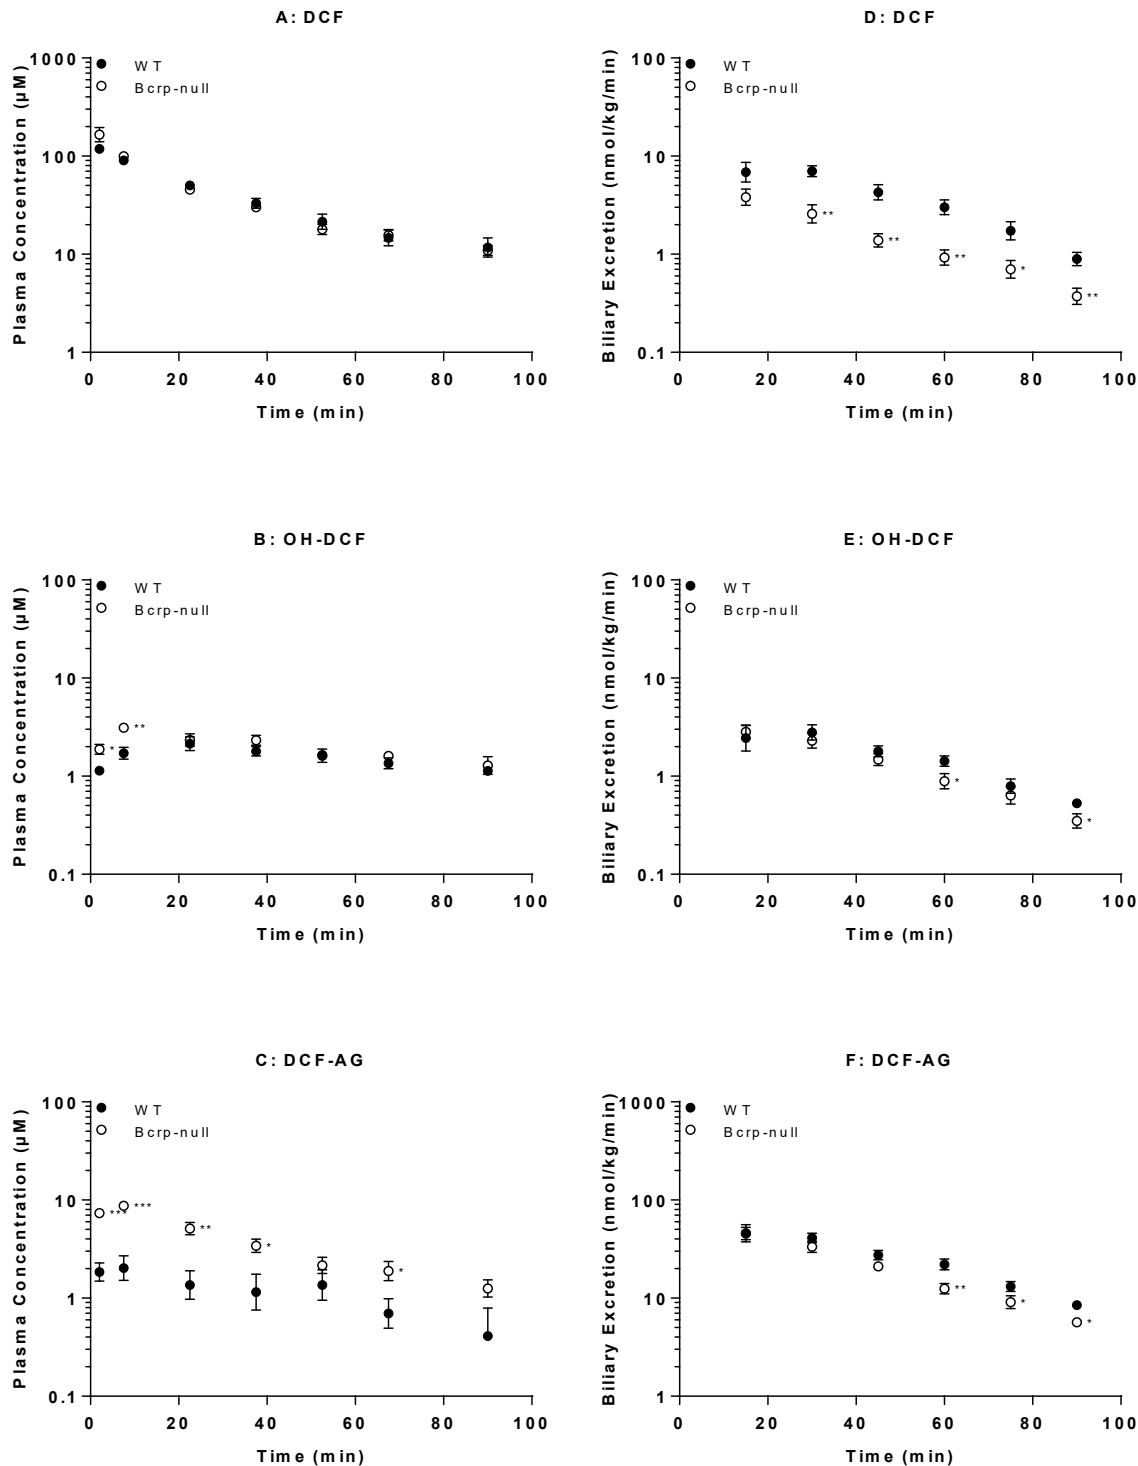 A: DCF
Plasma Concentration (µM)
1000
100
10
1
WT
Bcrp-null
0 20 40 60 80 100
Time (min)
D: DCF
Biliary Excretion (nmol/kg/min)
100
10
1
0.1
WT
Bcrp-null
**
**
**
*
**
0 20 40 60 80 100
Time (min)
B: OH-DCF
Plasma Concentration (µM)
100
10
1
0.1
WT
Bcrp-null
*
**
0 20 40 60 80 100
Time (min)
E: OH-DCF
Biliary Excretion (nmol/kg/min)
100
10
1
0.1
WT
Bcrp-null
*
*
0 20 40 60 80 100
Time (min)
C: DCF-AG
Plasma Concentration (µM)
100
10
1
0.1
WT
Bcrp-null
***
***
**
*
*
0 20 40 60 80 100
Time (min)
F: DCF-AG
Biliary Excretion (nmol/kg/min)
1000
100
10
1
WT
Bcrp-null
**
*
*
0 20 40 60 80 100
Time (min)